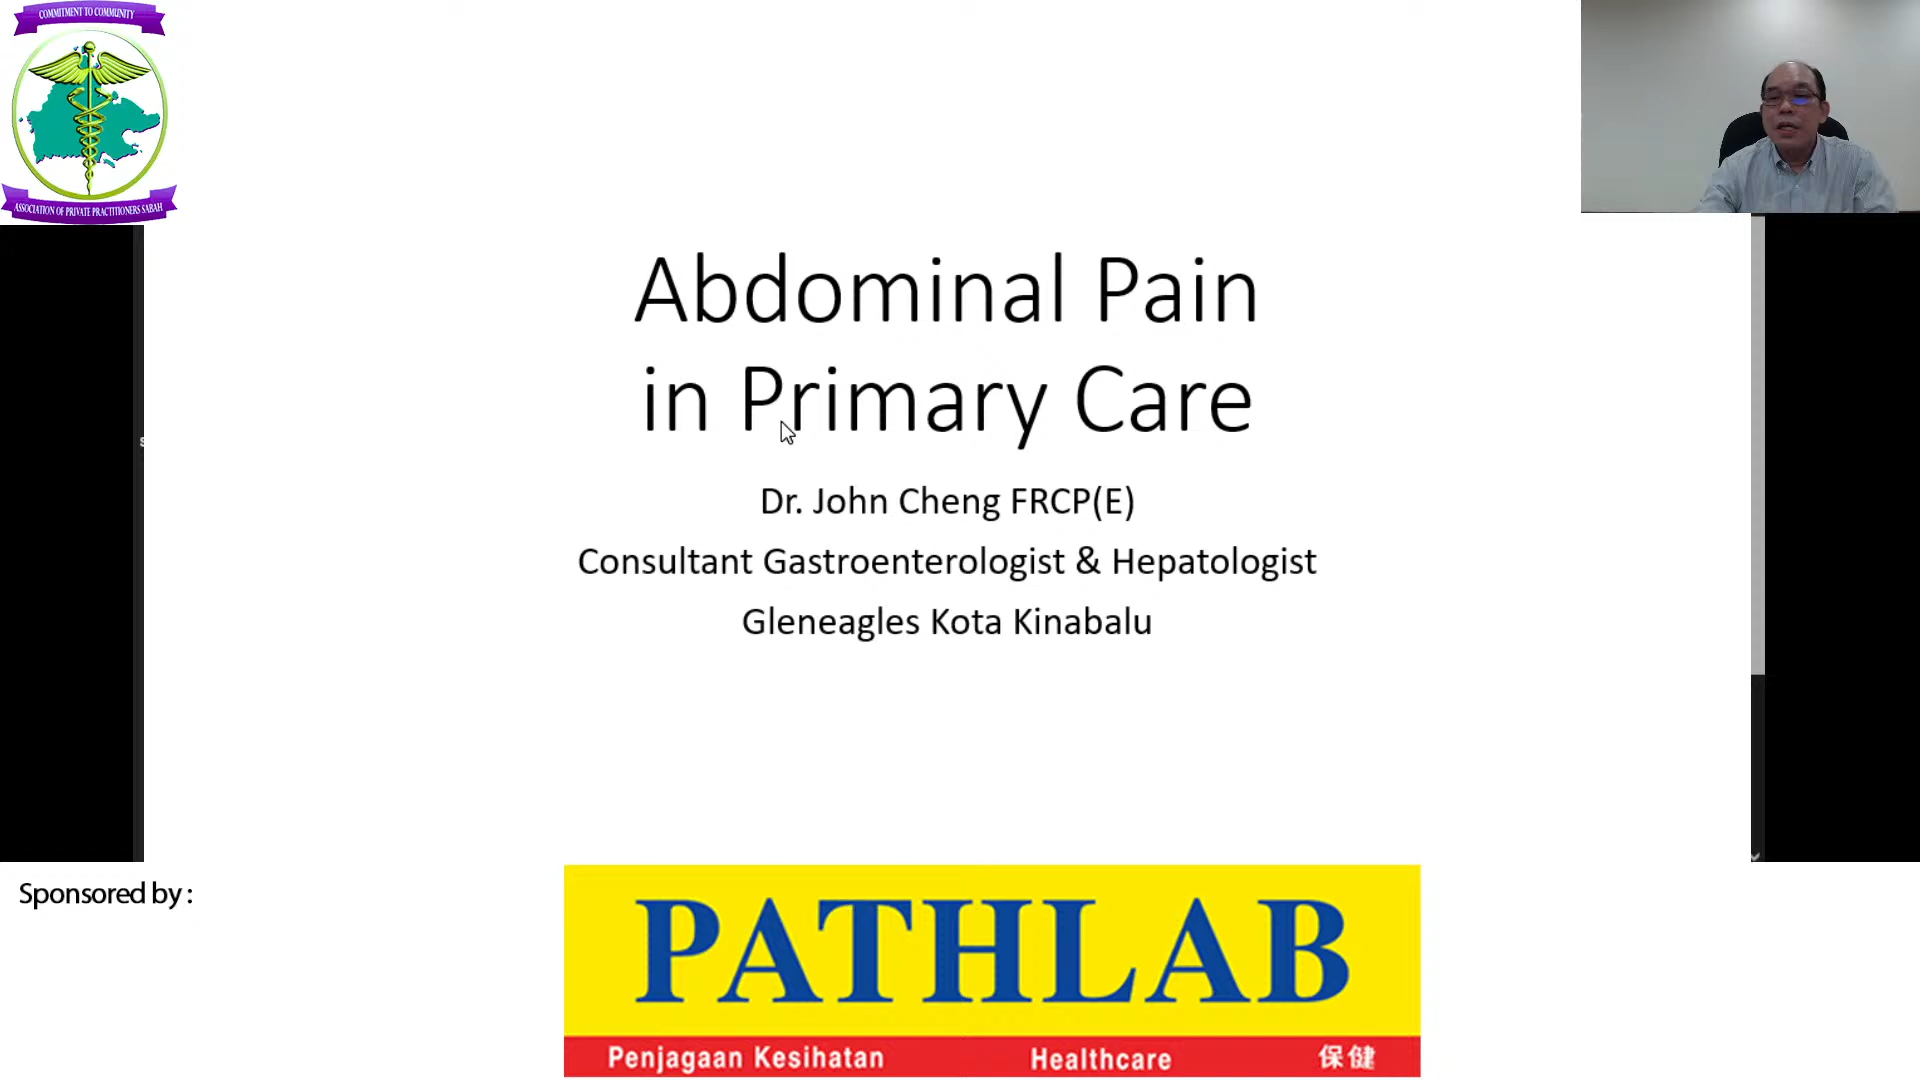 COMMITMENT TO COMMUNITY
ASSOCIATION OF PRIVATE PRACTITIONERS SABAH
Abdominal Pain
in Primary Care
Dr. John Cheng FRCP(E)
Consultant Gastroenterologist & Hepatologist
Gleneagles Kota Kinabalu
Sponsored by :
PATHLAB
Penjagaan Kesihatan Healthcare 保健